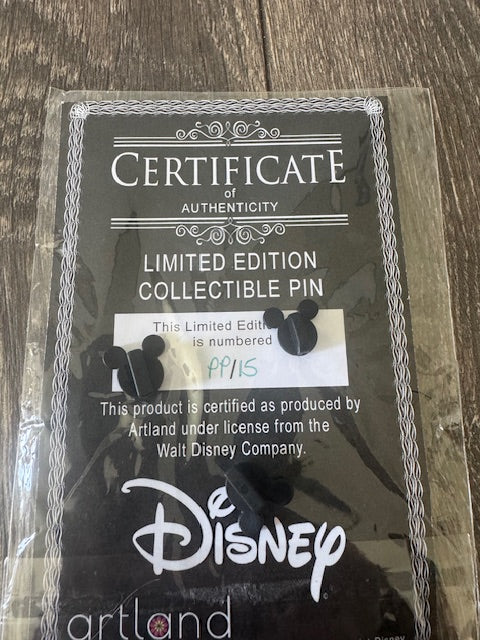 CERTIFICATE
of
AUTHENTICITY
LIMITED EDITION
COLLECTIBLE PIN
This Limited Editi
is numbered
PP/15
This product is certified as produced by
Artland under license from the
Walt Disney Company.
DISNEY
artland
Disney